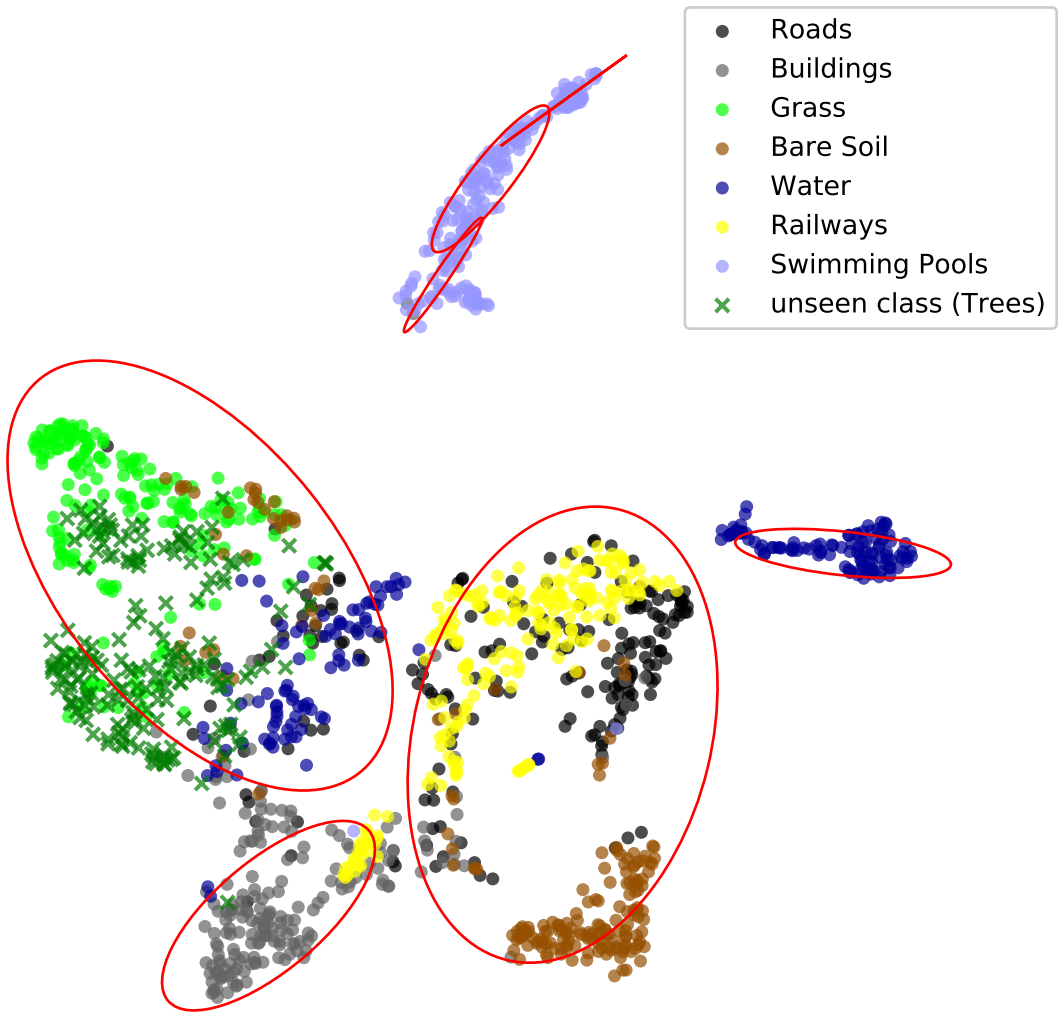 Roads
Buildings
Grass
Bare Soil
Water
Railways
Swimming Pools
unseen class (Trees)